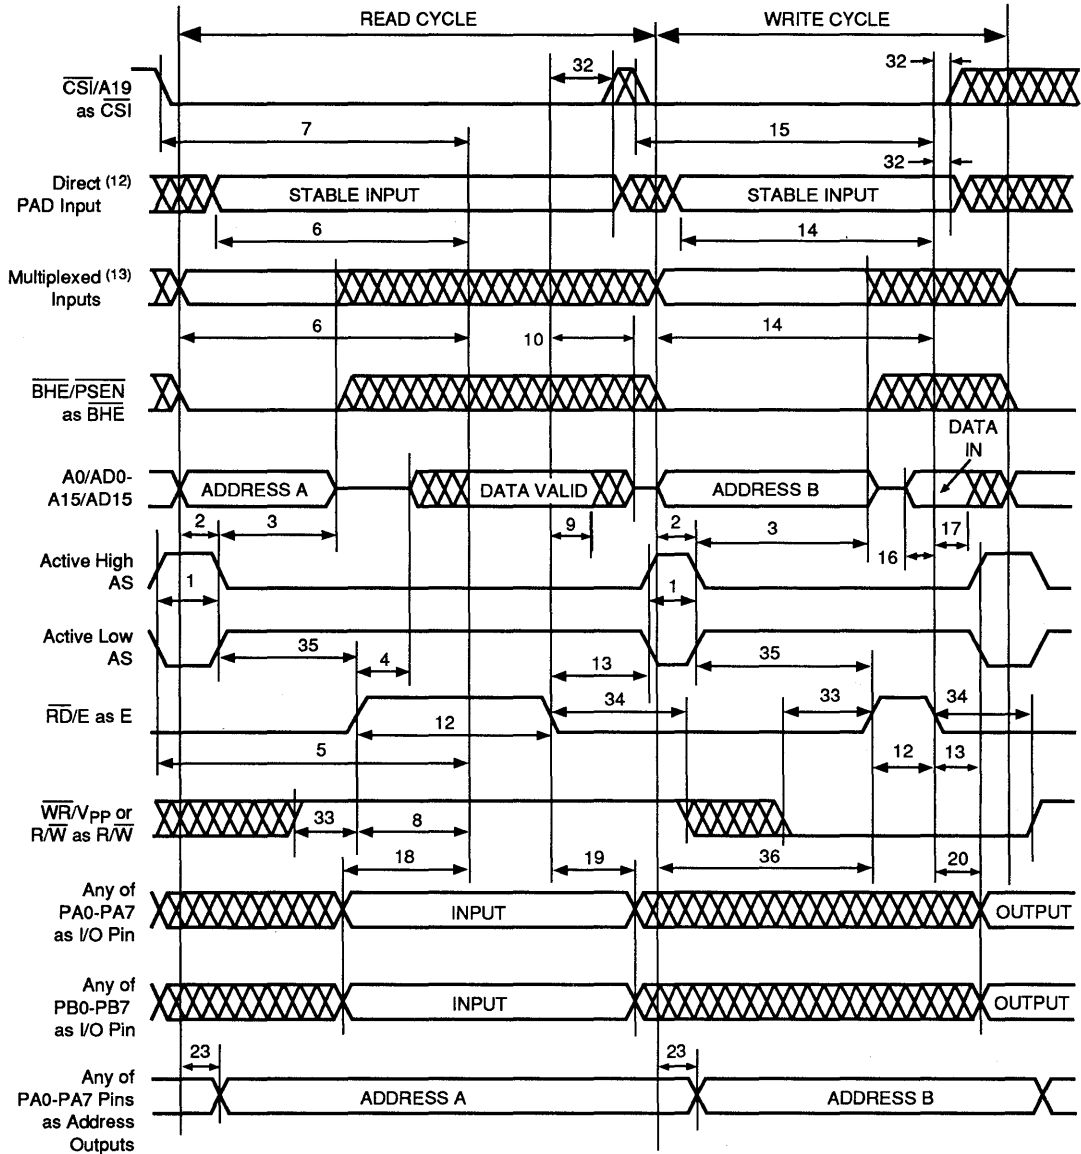 READ CYCLE
WRITE CYCLE
32
32
CSI/A19
as CSI
7
15
32
Direct (12)
PAD Input
STABLE INPUT
STABLE INPUT
6
14
Multiplexed (13)
Inputs
6
10
14
BHE/PSEN
as BHE
DATA
IN
A0/AD0-
A15/AD15
ADDRESS A
DATA VALID
ADDRESS B
2
3
9
2
3
16
17
Active High
AS
1
1
Active Low
AS
35
4
13
35
RD/E as E
12
34
33
34
5
12
13
WR/VPP or
R/W as R/W
33
8
18
19
36
20
Any of
PA0-PA7
as I/O Pin
INPUT
OUTPUT
Any of
PB0-PB7
as I/O Pin
INPUT
OUTPUT
23
23
Any of
PA0-PA7 Pins
as Address
Outputs
ADDRESS A
ADDRESS B